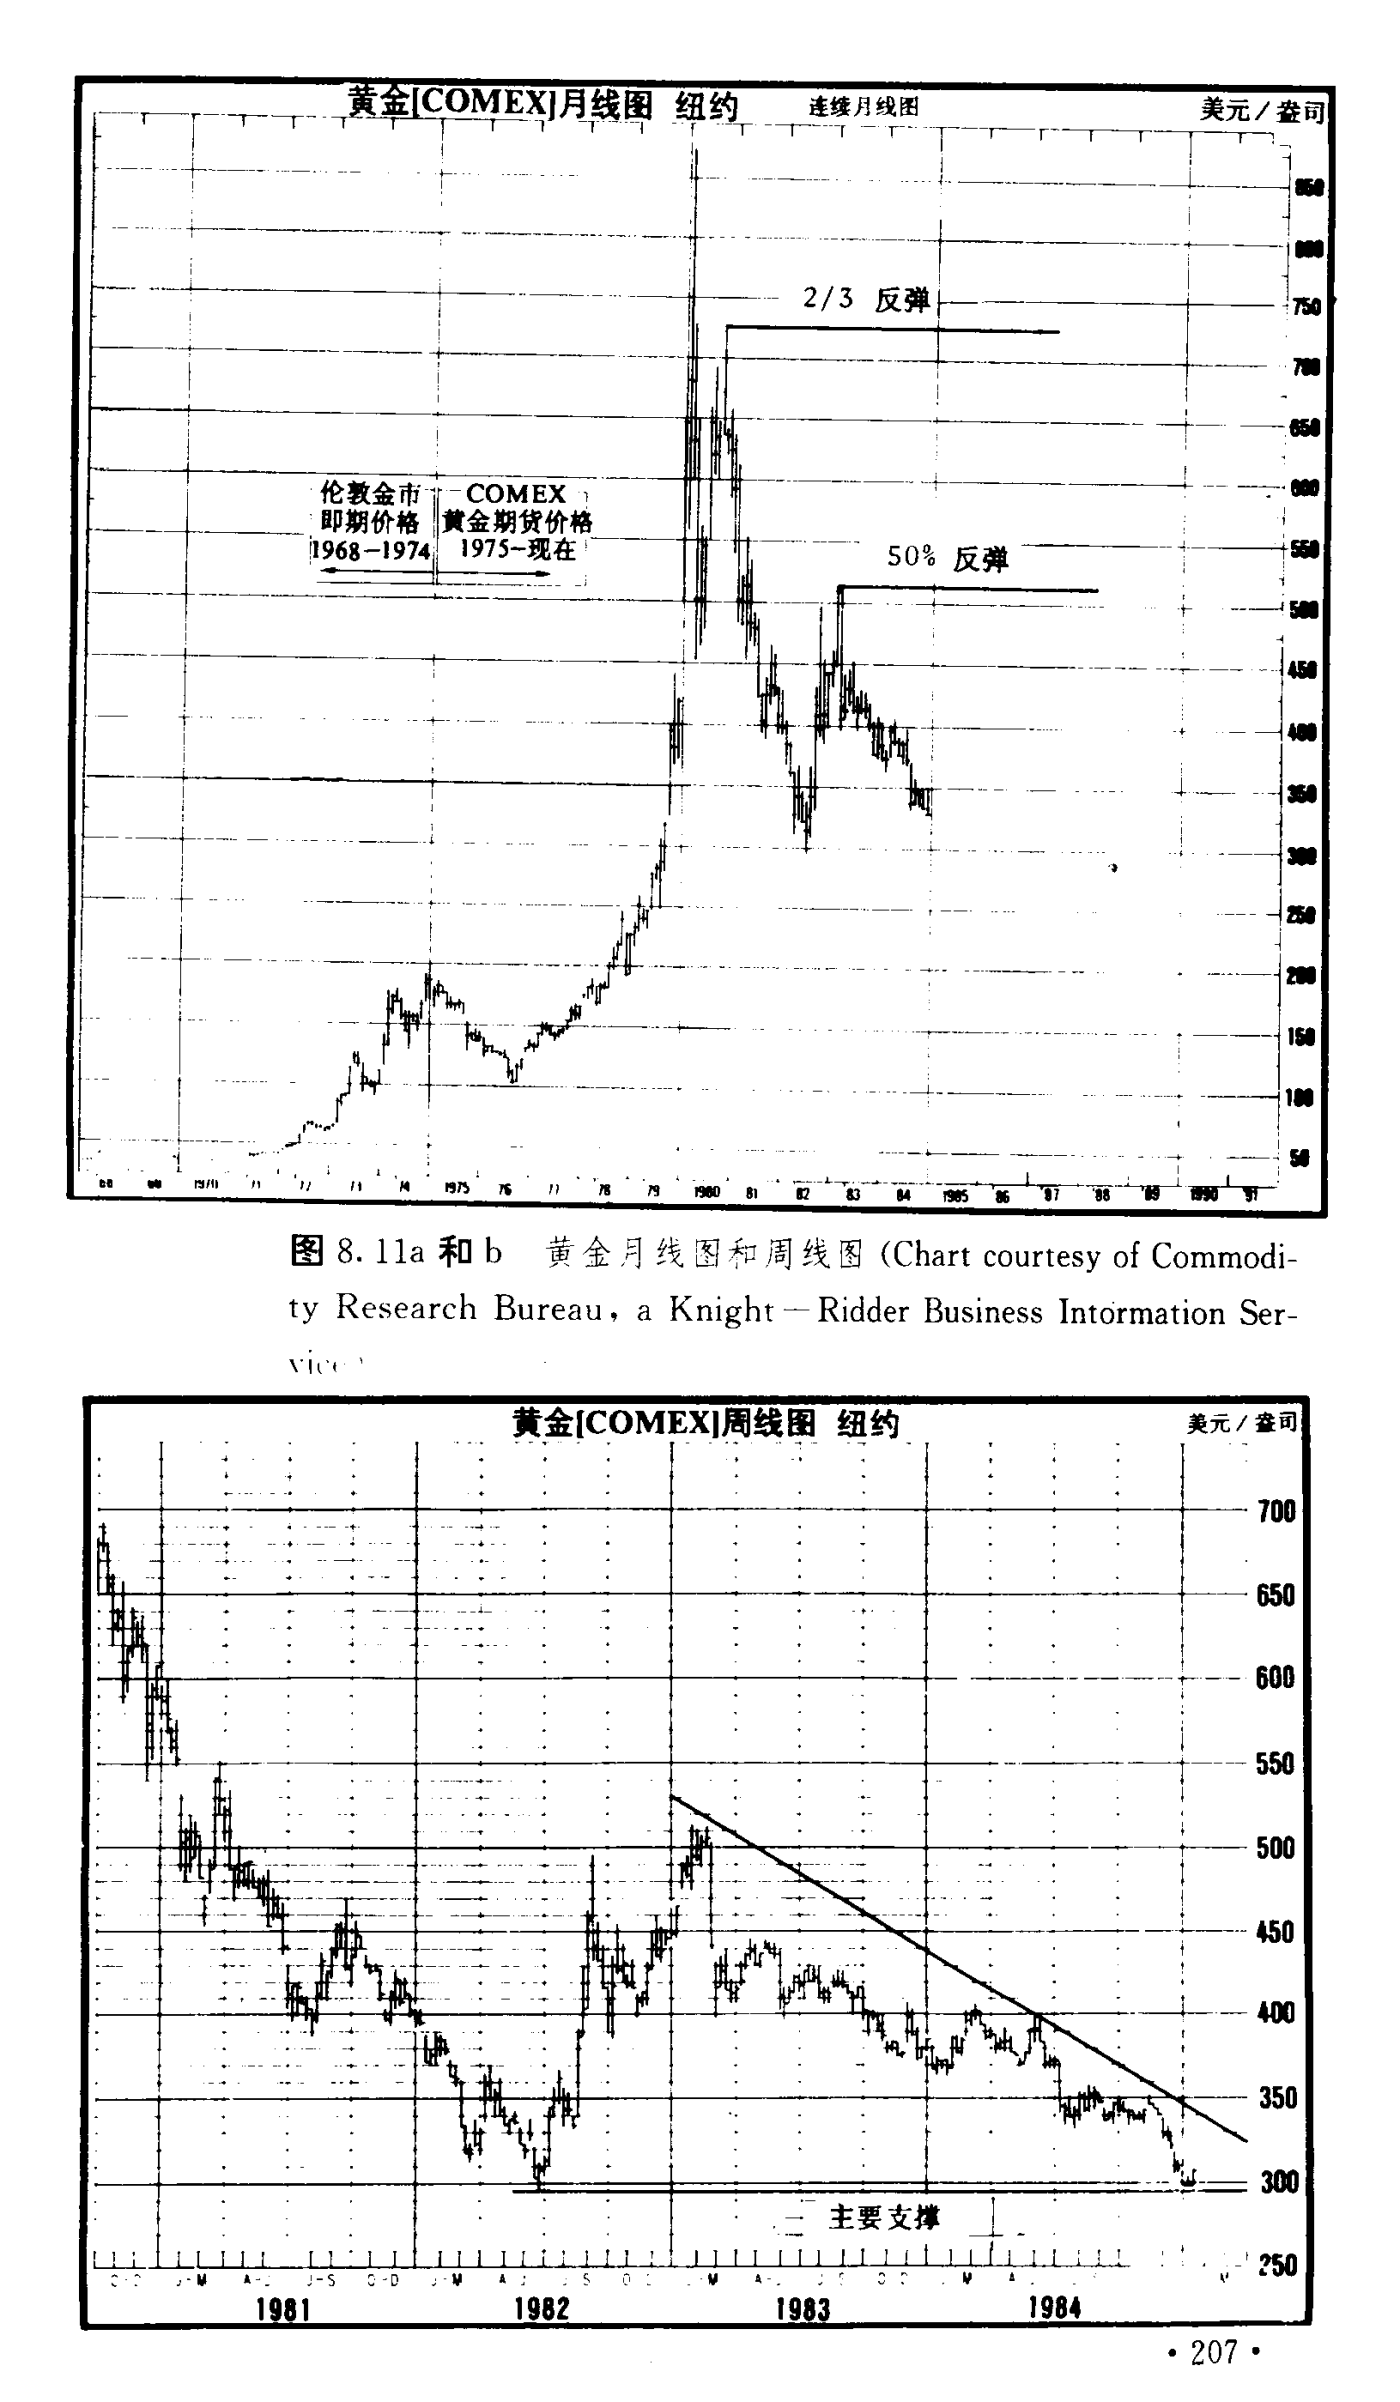 黄金[COMEX]月线图 纽约 连续月线图 美元/盎司
850
800
2/3 反弹
750
700
650
伦敦金市 COMEX
600
即期价格 黄金期货价格
1968-1974 1975-现在
550
50% 反弹
500
450
400
350
300
250
200
150
100
50
1975 76 77 78 79 1980 81 82 83 84 1985 86 '87 '88 '89 1990 '91
图 8.11a 和 b 黄金月线图和周线图 (Chart courtesy of Commodi-
ty Research Bureau, a Knight—Ridder Business Intormation Ser-
vice)
黄金[COMEX]周线图 纽约 美元/盎司
700
650
600
550
500
450
400
350
300
主要支撑
250
1981 1982 1983 1984
• 207 •